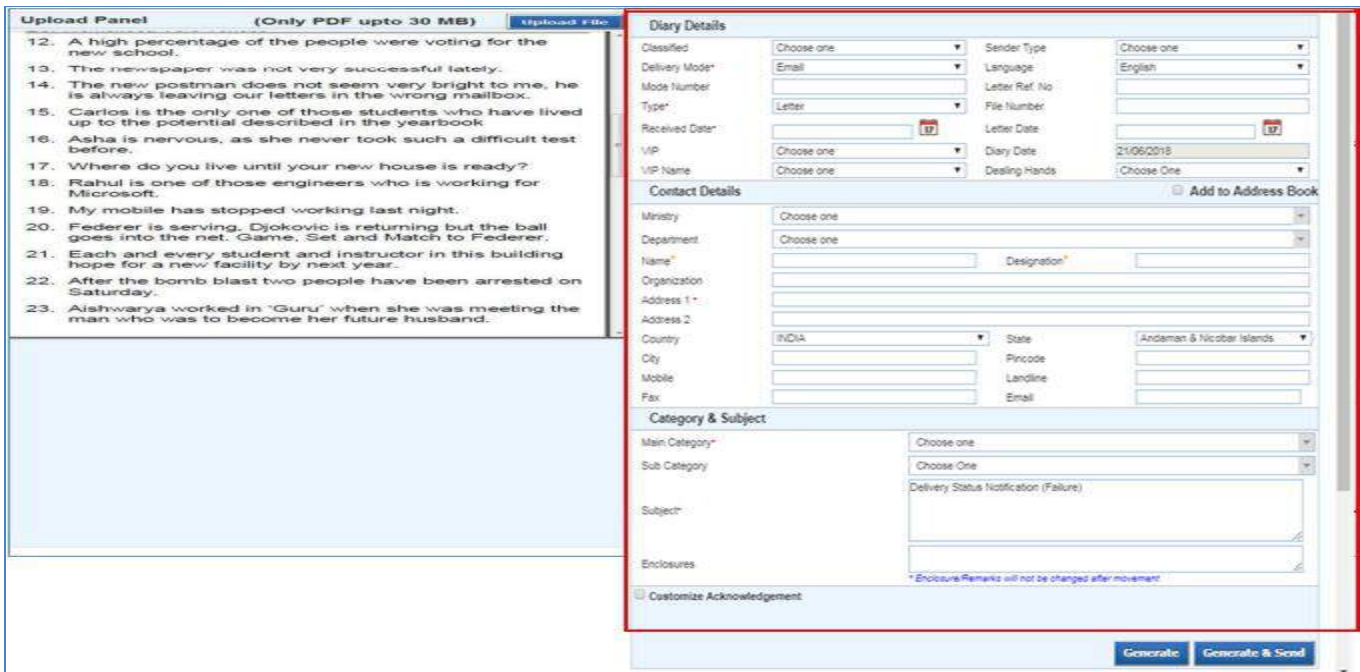 Upload Panel (Only PDF upto 30 MB) Upload File
12. A high percentage of the people were voting for the
new school.
13. The newspaper was not very successful lately.
14. The new postman does not seem very bright to me, he
is always leaving our letters in the wrong mailbox.
15. Carlos is the only one of those students who have lived
up to the potential described in the yearbook
16. Asha is nervous, as she never took such a difficult test
before.
17. Where do you live until your new house is ready?
18. Rahul is one of those engineers who is working for
Microsoft.
19. My mobile has stopped working last night.
20. Federer is serving, Djokovic is returning but the ball
goes into the net. Game, Set and Match to Federer.
21. Each and every student and instructor in this building
hope for a new facility by next year.
22. After the bomb blast two people have been arrested on
Saturday.
23. Aishwarya worked in 'Guru' when she was meeting the
man who was to become her future husband.
Diary Details
Classified Choose one Sender Type Choose one
Delivery Mode* Email Language English
Mode Number Letter Ref. No
Type* Letter File Number
Received Date* 17 Letter Date 17
VIP Choose one Diary Date 21/06/2018
VIP Name Choose one Dealing Hands Choose One
Contact Details Add to Address Book
Ministry Choose one
Department Choose one
Name* Designation*
Organization
Address 1 *
Address 2
Country INDIA State Andaman & Nicobar Islands
City Pincode
Mobile Landline
Fax Email
Category & Subject
Main Category* Choose one
Sub Category Choose One
Delivery Status Notification (Failure)
Subject*
Enclosures
* Enclosure/Remarks will not be changed after movement
Customize Acknowledgement
Generate Generate & Send